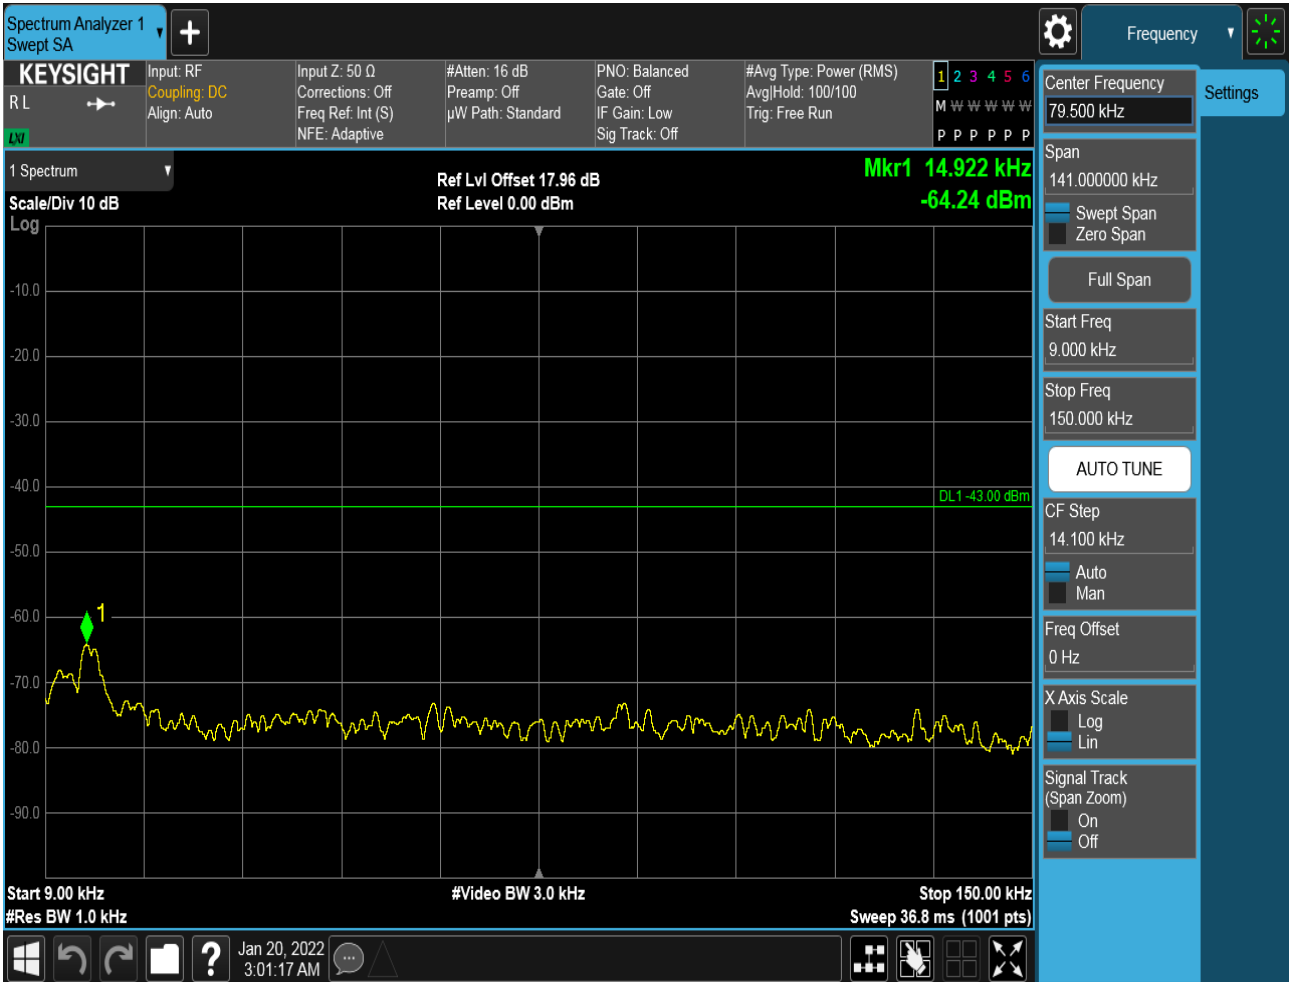 Spectrum Analyzer 1
Swept SA
Frequency
KEYSIGHT
R L
LXI
Input: RF
Coupling: DC
Align: Auto
Input Z: 50 Ω
Corrections: Off
Freq Ref: Int (S)
NFE: Adaptive
#Atten: 16 dB
Preamp: Off
µW Path: Standard
PNO: Balanced
Gate: Off
IF Gain: Low
Sig Track: Off
#Avg Type: Power (RMS)
Avg|Hold: 100/100
Trig: Free Run
1 2 3 4 5 6
M W W W W W
P P P P P P
1 Spectrum
Scale/Div 10 dB
Log
Ref Lvl Offset 17.96 dB
Ref Level 0.00 dBm
Mkr1 14.922 kHz
-64.24 dBm
-10.0
-20.0
-30.0
-40.0
DL1 -43.00 dBm
-50.0
-60.0
1
-70.0
-80.0
-90.0
Start 9.00 kHz
#Res BW 1.0 kHz
#Video BW 3.0 kHz
Stop 150.00 kHz
Sweep 36.8 ms (1001 pts)
Center Frequency
79.500 kHz
Span
141.000000 kHz
Swept Span
Zero Span
Full Span
Start Freq
9.000 kHz
Stop Freq
150.000 kHz
AUTO TUNE
CF Step
14.100 kHz
Auto
Man
Freq Offset
0 Hz
X Axis Scale
Log
Lin
Signal Track
(Span Zoom)
On
Off
Settings
?
Jan 20, 2022
3:01:17 AM